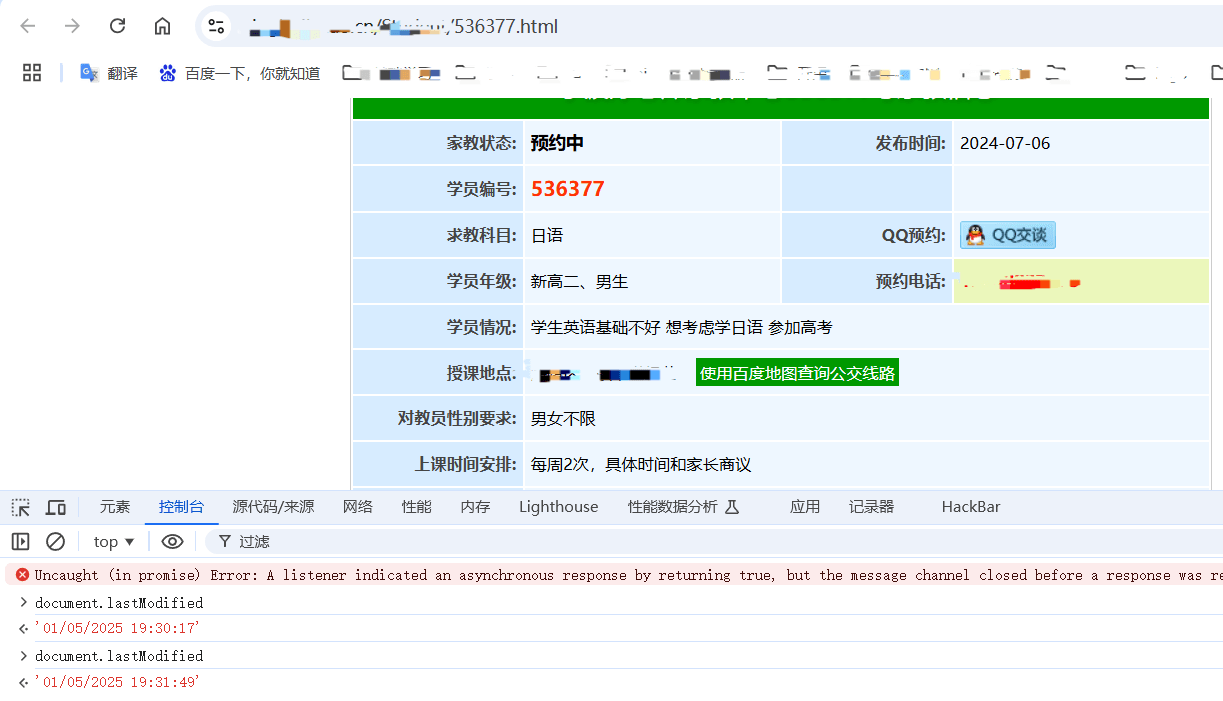 /536377.html
翻译 百度一下，你就知道
家教状态: 预约中 发布时间: 2024-07-06
学员编号: 536377
求教科目: 日语 QQ预约: QQ交谈
学员年级: 新高二、男生 预约电话:
学员情况: 学生英语基础不好 想考虑学日语 参加高考
授课地点: 使用百度地图查询公交线路
对教员性别要求: 男女不限
上课时间安排: 每周2次，具体时间和家长商议
元素 控制台 源代码/来源 网络 性能 内存 Lighthouse 性能数据分析 应用 记录器 HackBar
top 过滤
Uncaught (in promise) Error: A listener indicated an asynchronous response by returning true, but the message channel closed before a response was re
document.lastModified
'01/05/2025 19:30:17'
document.lastModified
'01/05/2025 19:31:49'